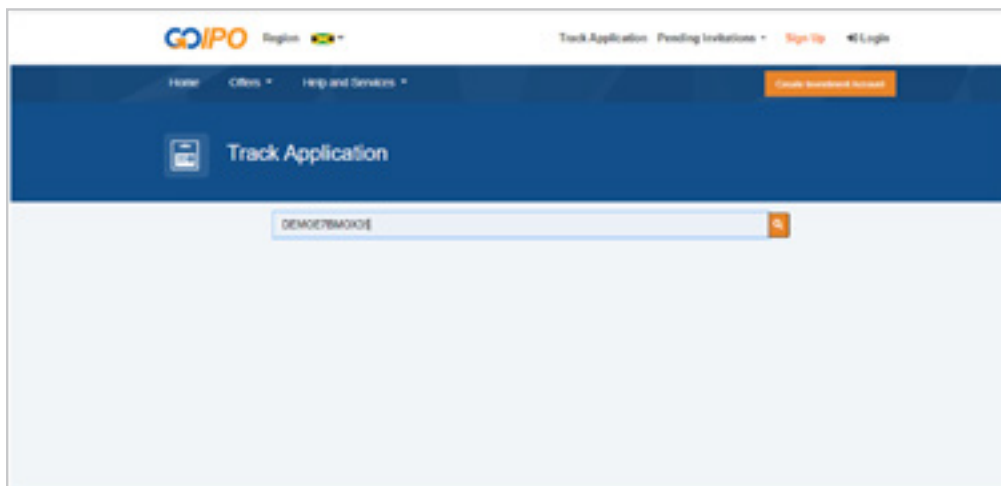 GOIPO Region Track Application Pending Invitations Sign Up Login
Home Offers Help and Services Create Investment Account
Track Application